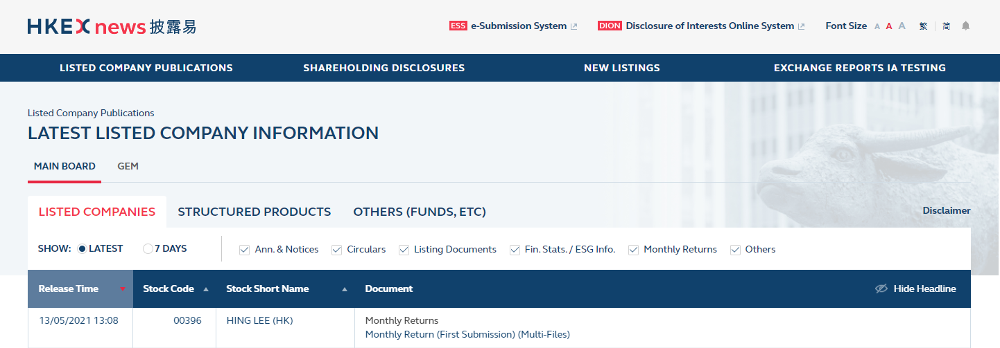 HKEX news 披露易
ESS e-Submission System DION Disclosure of Interests Online System Font Size A A A 繁 简
LISTED COMPANY PUBLICATIONS SHAREHOLDING DISCLOSURES NEW LISTINGS EXCHANGE REPORTS IA TESTING
Listed Company Publications
LATEST LISTED COMPANY INFORMATION
MAIN BOARD GEM
LISTED COMPANIES STRUCTURED PRODUCTS OTHERS (FUNDS, ETC) Disclaimer
SHOW: LATEST 7 DAYS Ann. & Notices Circulars Listing Documents Fin. Stats. / ESG Info. Monthly Returns Others
Release Time Stock Code Stock Short Name Document Hide Headline
13/05/2021 13:08 00396 HING LEE (HK) Monthly Returns
Monthly Return (First Submission) (Multi-Files)